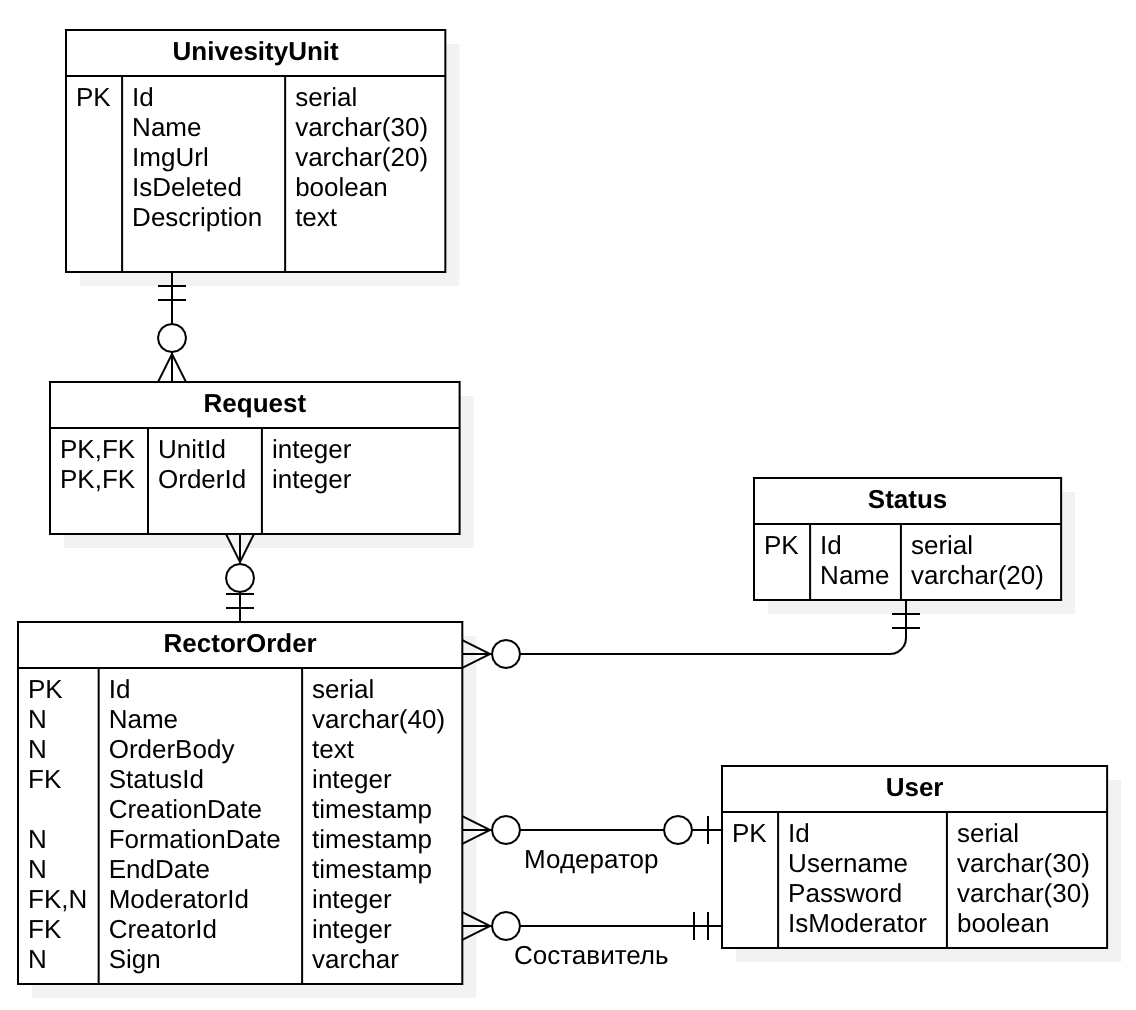 UnivesityUnit
PK Id serial
Name varchar(30)
ImgUrl varchar(20)
IsDeleted boolean
Description text
Request
PK,FK UnitId integer
PK,FK OrderId integer
Status
PK Id serial
Name varchar(20)
RectorOrder
PK Id serial
N Name varchar(40)
N OrderBody text
FK StatusId integer
CreationDate timestamp
N FormationDate timestamp
N EndDate timestamp
FK,N ModeratorId integer
FK CreatorId integer
N Sign varchar
Модератор
Составитель
User
PK Id serial
Username varchar(30)
Password varchar(30)
IsModerator boolean